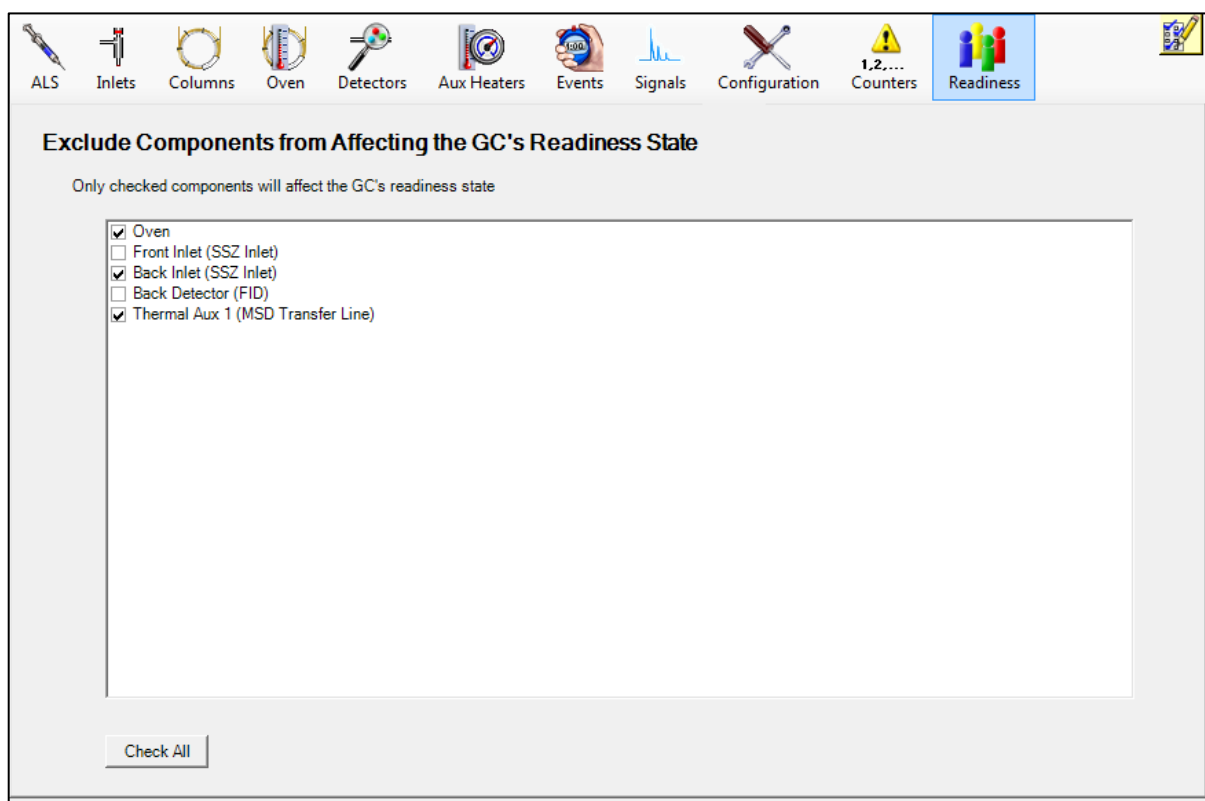 1:00
1,2,...
ALS Inlets Columns Oven Detectors Aux Heaters Events Signals Configuration Counters Readiness
Exclude Components from Affecting the GC's Readiness State
Only checked components will affect the GC's readiness state
Oven
Front Inlet (SSZ Inlet)
Back Inlet (SSZ Inlet)
Back Detector (FID)
Thermal Aux 1 (MSD Transfer Line)
Check All